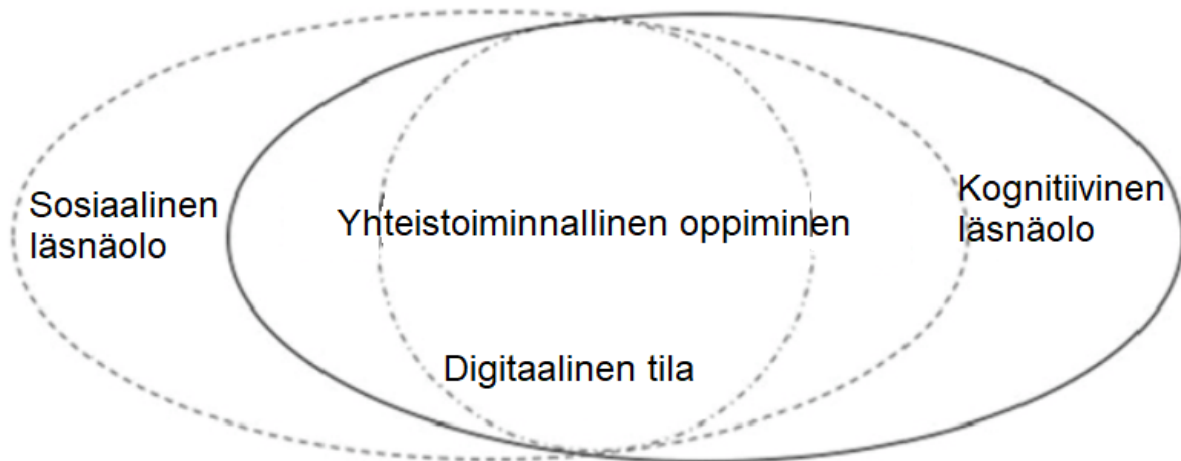 Sosiaalinen
läsnäolo
Yhteistoiminnallinen oppiminen
Kognitiivinen
läsnäolo
Digitaalinen tila